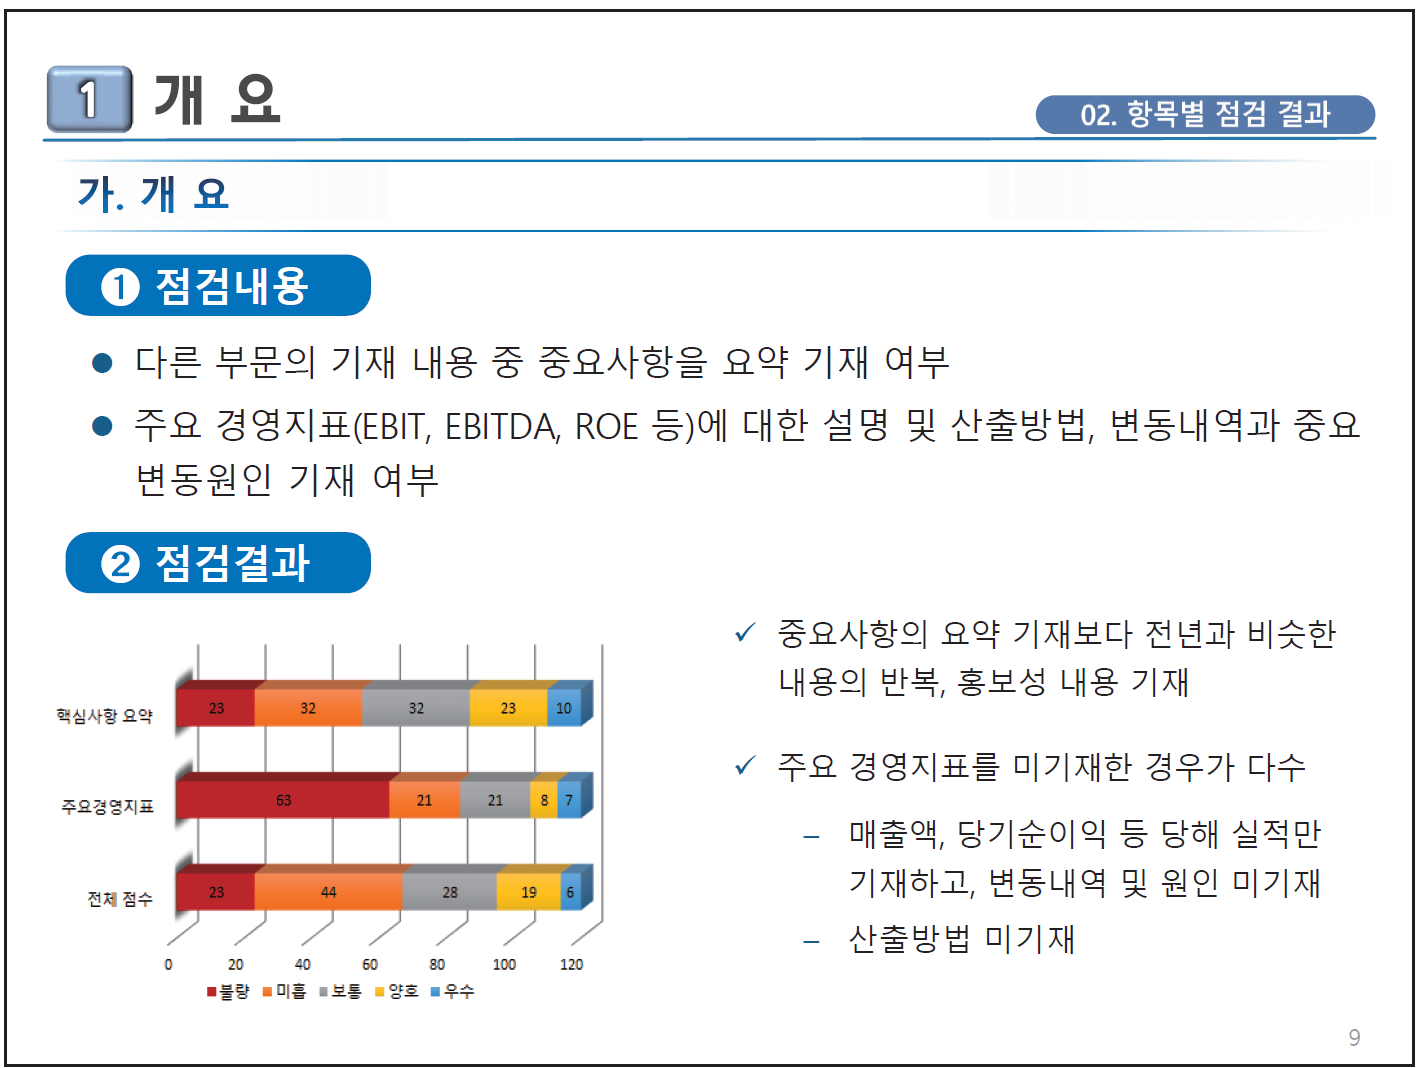 1 개 요
02. 항목별 점검 결과
가. 개 요
❶ 점검내용
● 다른 부문의 기재 내용 중 중요사항을 요약 기재 여부
● 주요 경영지표(EBIT, EBITDA, ROE 등)에 대한 설명 및 산출방법, 변동내역과 중요
변동원인 기재 여부
❷ 점검결과
핵심사항 요약 23 32 32 23 10
주요경영지표 63 21 21 8 7
전체 점수 23 44 28 19 6
0 20 40 60 80 100 120
불량 미흡 보통 양호 우수
✓ 중요사항의 요약 기재보다 전년과 비슷한
내용의 반복, 홍보성 내용 기재
✓ 주요 경영지표를 미기재한 경우가 다수
– 매출액, 당기순이익 등 당해 실적만
기재하고, 변동내역 및 원인 미기재
– 산출방법 미기재
9